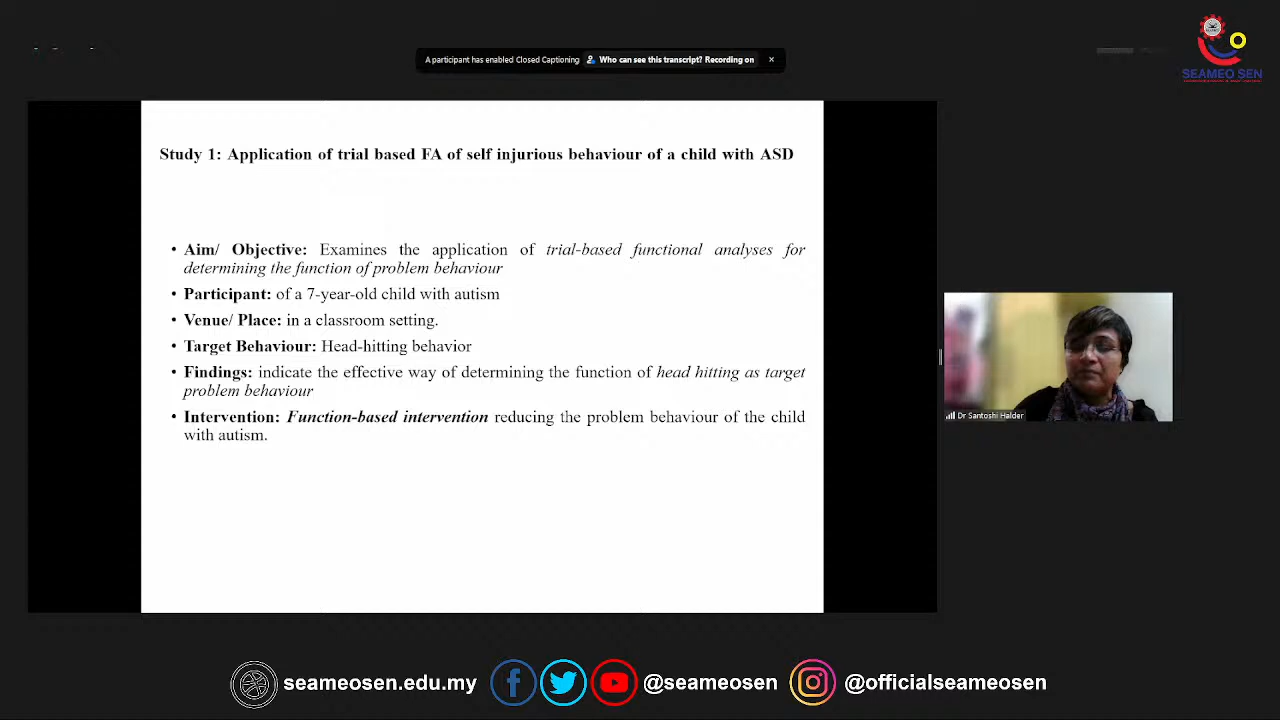 A participant has enabled Closed Captioning Who can see this transcript? Recording on
SEAMEO SEN
Study 1: Application of trial based FA of self injurious behaviour of a child with ASD
• Aim/ Objective: Examines the application of trial-based functional analyses for
determining the function of problem behaviour
• Participant: of a 7-year-old child with autism
• Venue/ Place: in a classroom setting.
• Target Behaviour: Head-hitting behavior
• Findings: indicate the effective way of determining the function of head hitting as target
problem behaviour
• Intervention: Function-based intervention reducing the problem behaviour of the child
with autism.
Dr Santoshi Halder
seameosen.edu.my @seameosen @officialseameosen